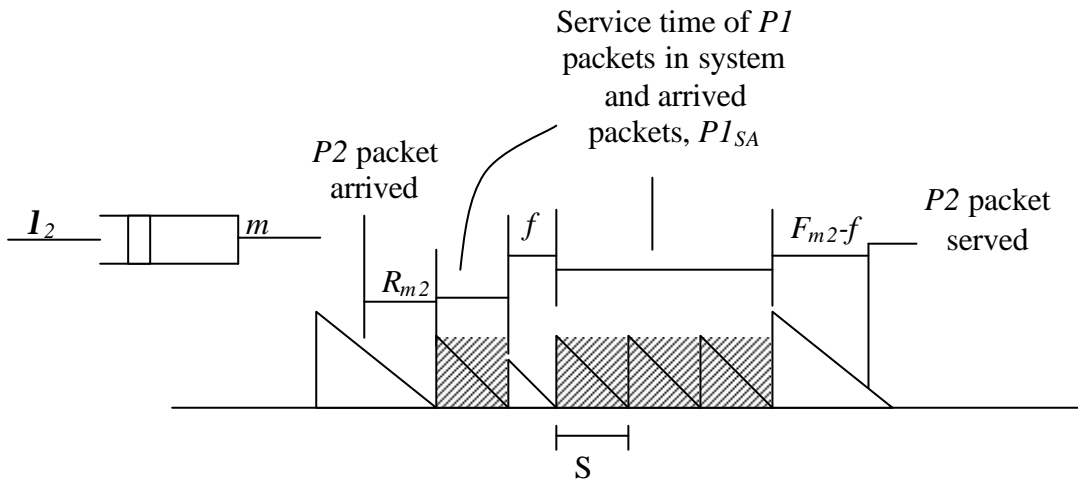 Service time of P1
packets in system
and arrived
packets, P1SA
P2 packet
arrived
l2
m
Rm2
f
Fm2-f
P2 packet
served
S